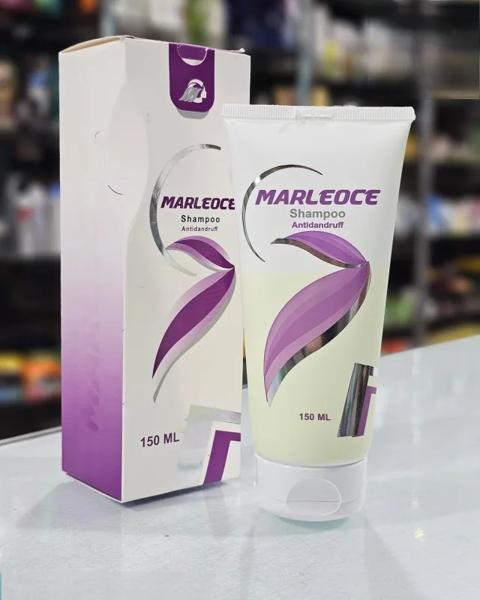 MARLEOCE
Shampoo
Antidandruff
150 ML
MARLEOCE
Shampoo
Antidandruff
150 ML